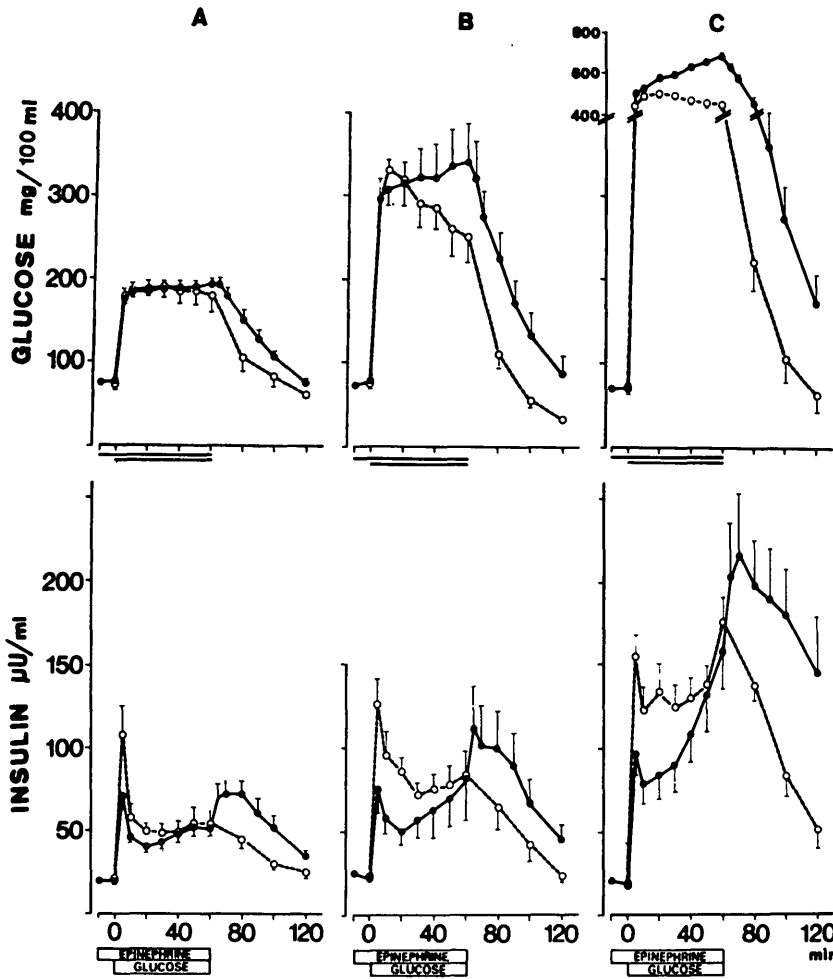 A B C
800
600
400
400
300
200
100
GLUCOSE mg/100 ml
200
150
100
50
INSULIN μU/ml
0 40 80 120 0 40 80 120 0 40 80 120
min
EPINEPHRINE EPINEPHRINE EPINEPHRINE
GLUCOSE GLUCOSE GLUCOSE